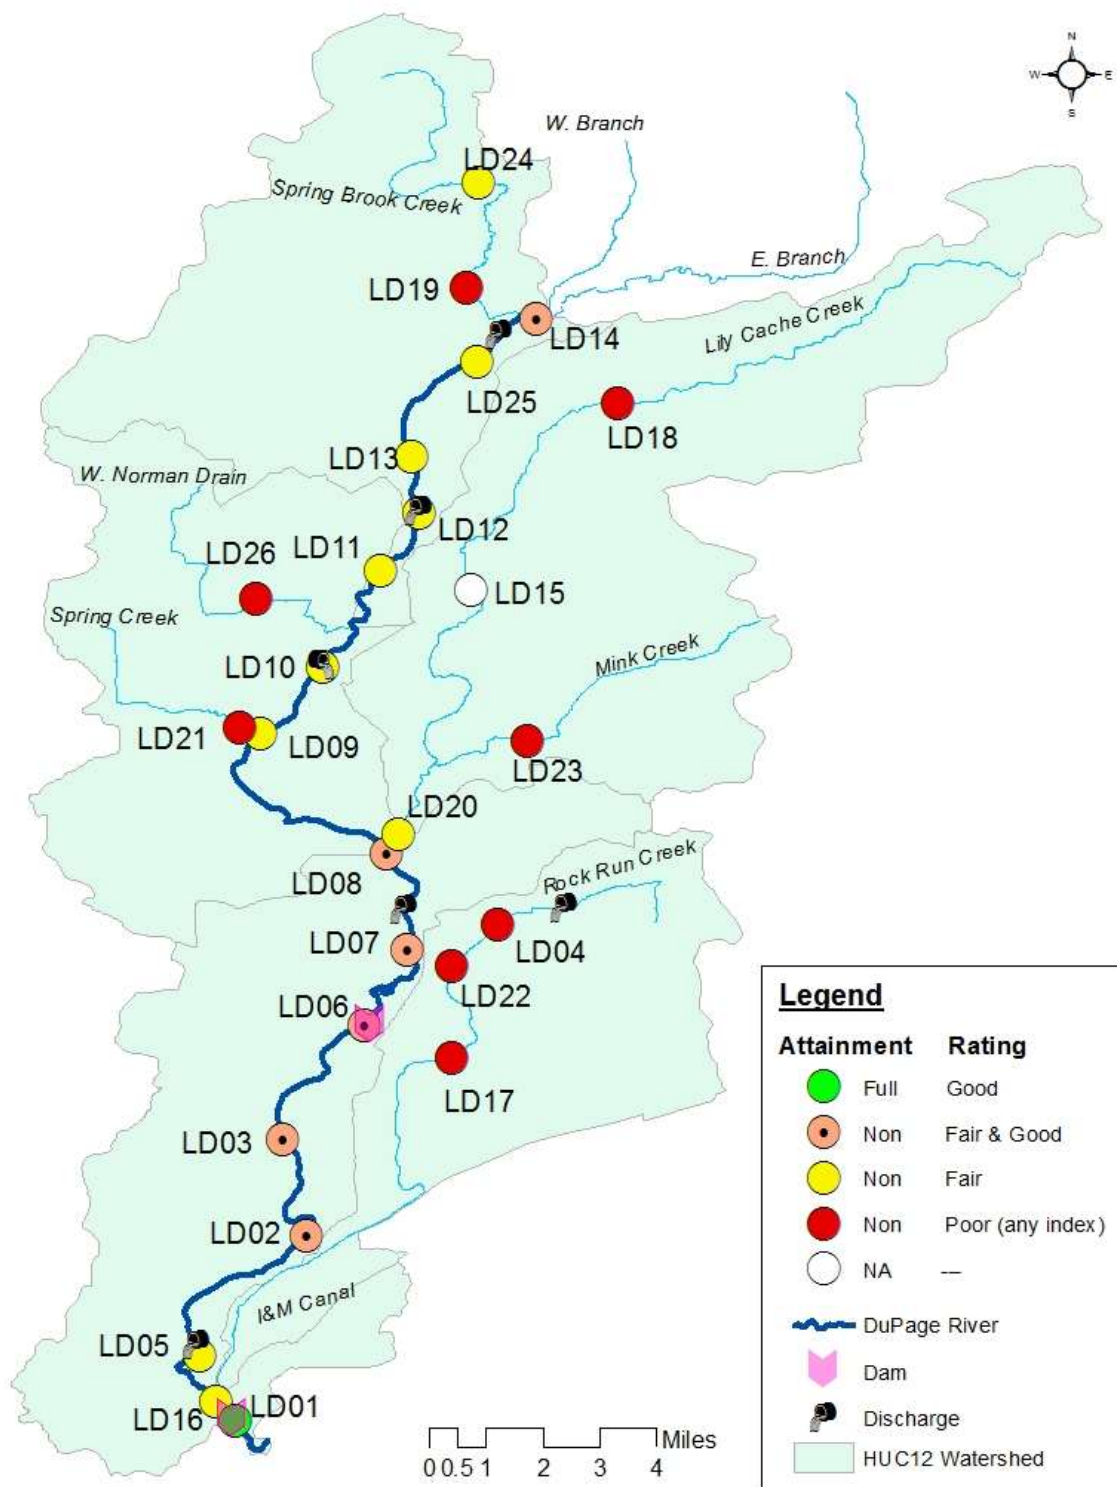 N
W
E
S
W. Branch
LD24
Spring Brook Creek
E. Branch
LD19
LD14
Lily Cache Creek
LD25
LD18
LD13
W. Norman Drain
LD12
LD11
LD26
LD15
Spring Creek
Mink Creek
LD10
LD21
LD09
LD23
LD20
Rock Run Creek
LD08
LD07
LD04
LD22
LD06
LD17
LD03
LD02
I&M Canal
LD05
LD16
LD01
Miles
0 0.5 1 2 3 4
Legend
Attainment Rating
Full Good
Non Fair & Good
Non Fair
Non Poor (any index)
NA ---
DuPage River
Dam
Discharge
HUC12 Watershed